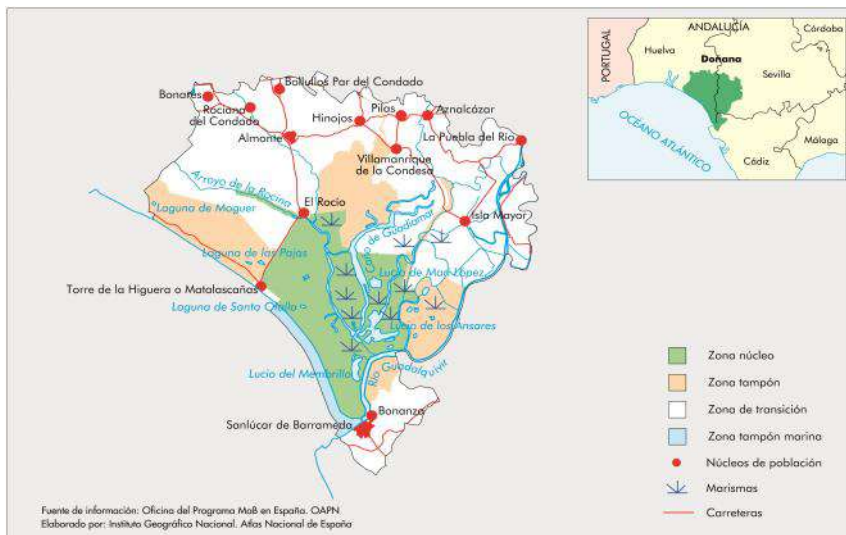 Bollullos Par del Condado
Bonares
Rociana
del Condado
Almonte
Hinojos
Pilas
Aznalcázar
La Puebla del Río
Villamanrique
de la Condesa
Arroyo de la Rocina
El Rocío
Laguna de Moguer
Caño de Guadiamar
Isla Mayor
Laguna de las Pajas
Lucio de Mari López
Torre de la Higuera o Matalascañas
Laguna de Santa Olalla
Lucio de los Ansares
Lucio del Membrillo
Río Guadalquivir
Bonanza
Sanlúcar de Barrameda
PORTUGAL
ANDALUCÍA
Córdoba
Huelva
Doñana
Sevilla
OCÉANO ATLÁNTICO
Málaga
Cádiz
Zona núcleo
Zona tampón
Zona de transición
Zona tampón marina
Núcleos de población
Marismas
Carreteras
Fuente de información: Oficina del Programa MaB en España. OAPN
Elaborado por: Instituto Geográfico Nacional. Atlas Nacional de España